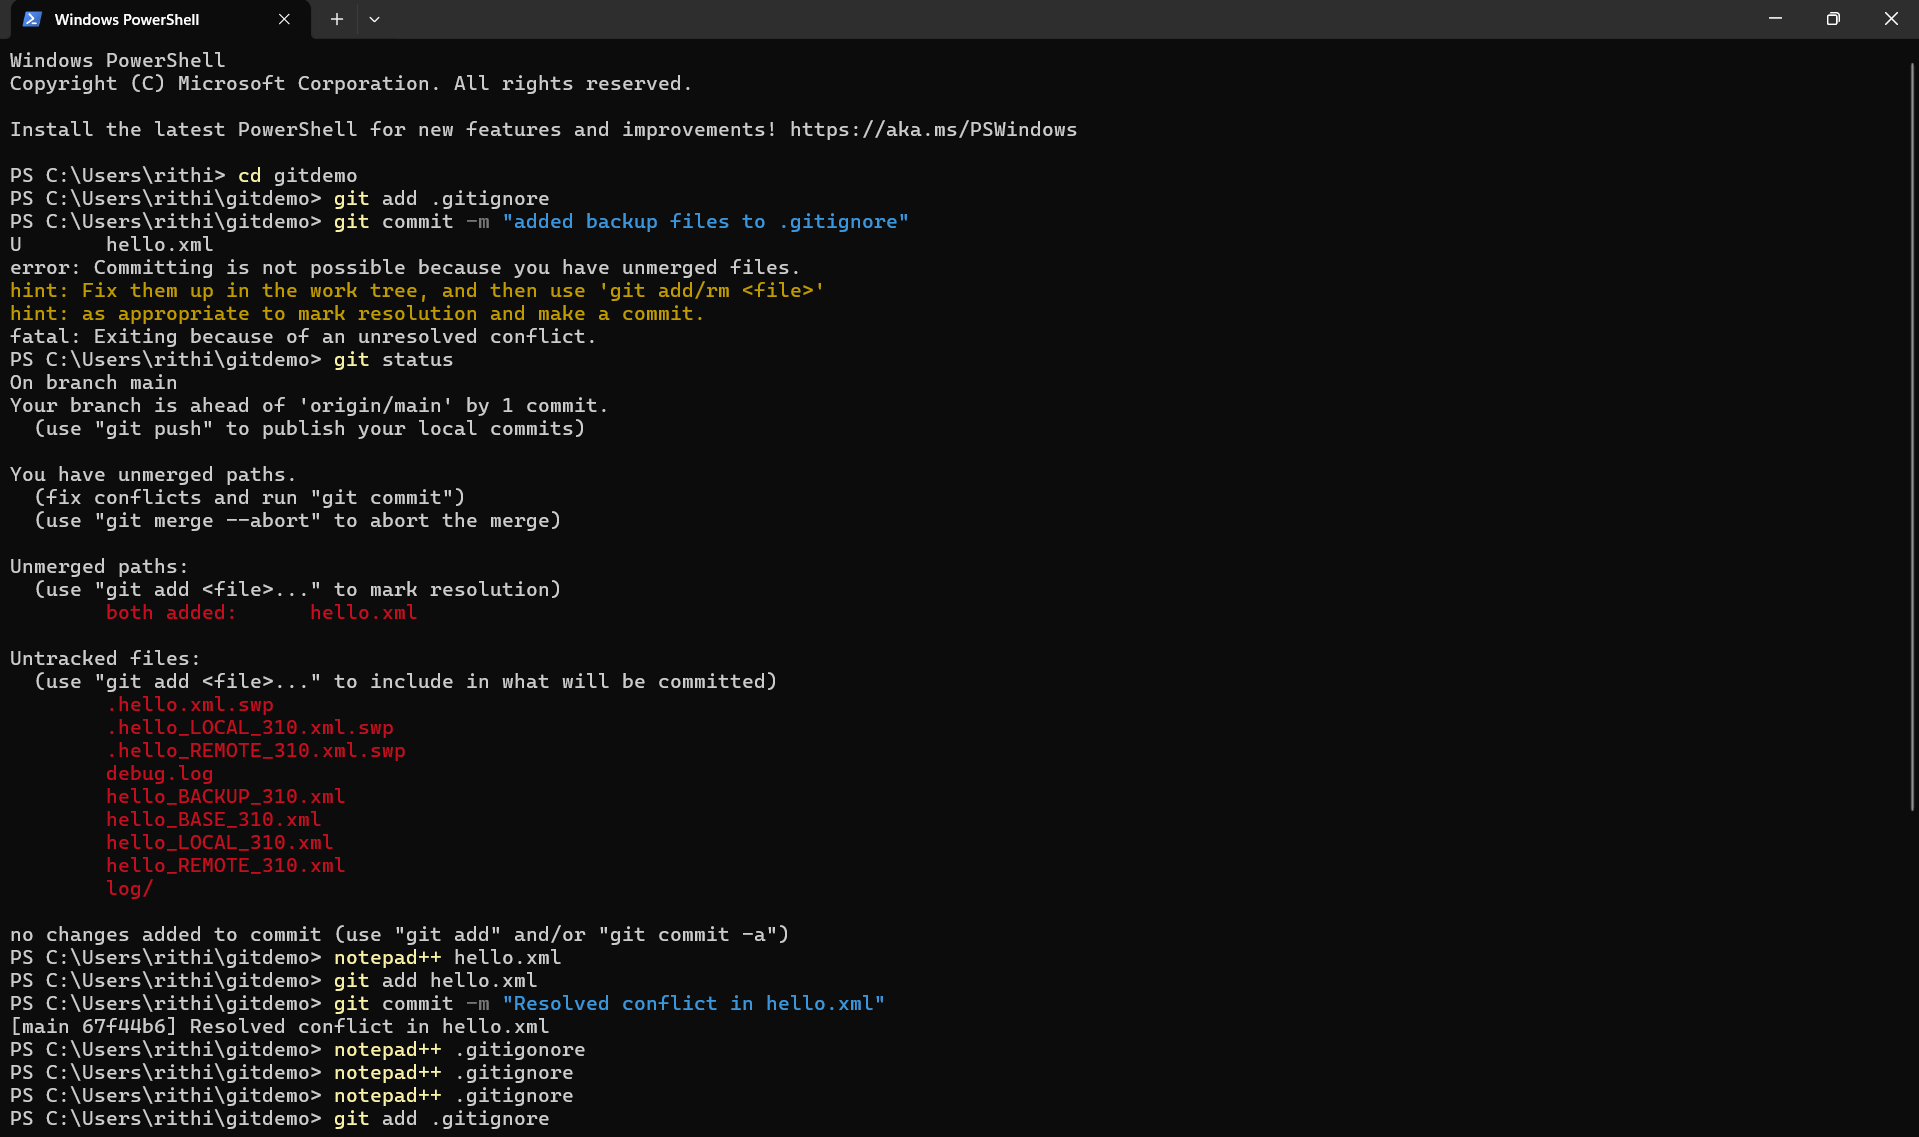 Windows PowerShell
Windows PowerShell
Copyright (C) Microsoft Corporation. All rights reserved.
Install the latest PowerShell for new features and improvements! https://aka.ms/PSWindows
PS C:\Users\rithi> cd gitdemo
PS C:\Users\rithi\gitdemo> git add .gitignore
PS C:\Users\rithi\gitdemo> git commit -m "added backup files to .gitignore"
U       hello.xml
error: Committing is not possible because you have unmerged files.
hint: Fix them up in the work tree, and then use 'git add/rm <file>'
hint: as appropriate to mark resolution and make a commit.
fatal: Exiting because of an unresolved conflict.
PS C:\Users\rithi\gitdemo> git status
On branch main
Your branch is ahead of 'origin/main' by 1 commit.
  (use "git push" to publish your local commits)
You have unmerged paths.
  (fix conflicts and run "git commit")
  (use "git merge --abort" to abort the merge)
Unmerged paths:
  (use "git add <file>..." to mark resolution)
        both added:      hello.xml
Untracked files:
  (use "git add <file>..." to include in what will be committed)
        .hello.xml.swp
        .hello_LOCAL_310.xml.swp
        .hello_REMOTE_310.xml.swp
        debug.log
        hello_BACKUP_310.xml
        hello_BASE_310.xml
        hello_LOCAL_310.xml
        hello_REMOTE_310.xml
        log/
no changes added to commit (use "git add" and/or "git commit -a")
PS C:\Users\rithi\gitdemo> notepad++ hello.xml
PS C:\Users\rithi\gitdemo> git add hello.xml
PS C:\Users\rithi\gitdemo> git commit -m "Resolved conflict in hello.xml"
[main 67f44b6] Resolved conflict in hello.xml
PS C:\Users\rithi\gitdemo> notepad++ .gitigonore
PS C:\Users\rithi\gitdemo> notepad++ .gitignore
PS C:\Users\rithi\gitdemo> notepad++ .gitignore
PS C:\Users\rithi\gitdemo> git add .gitignore